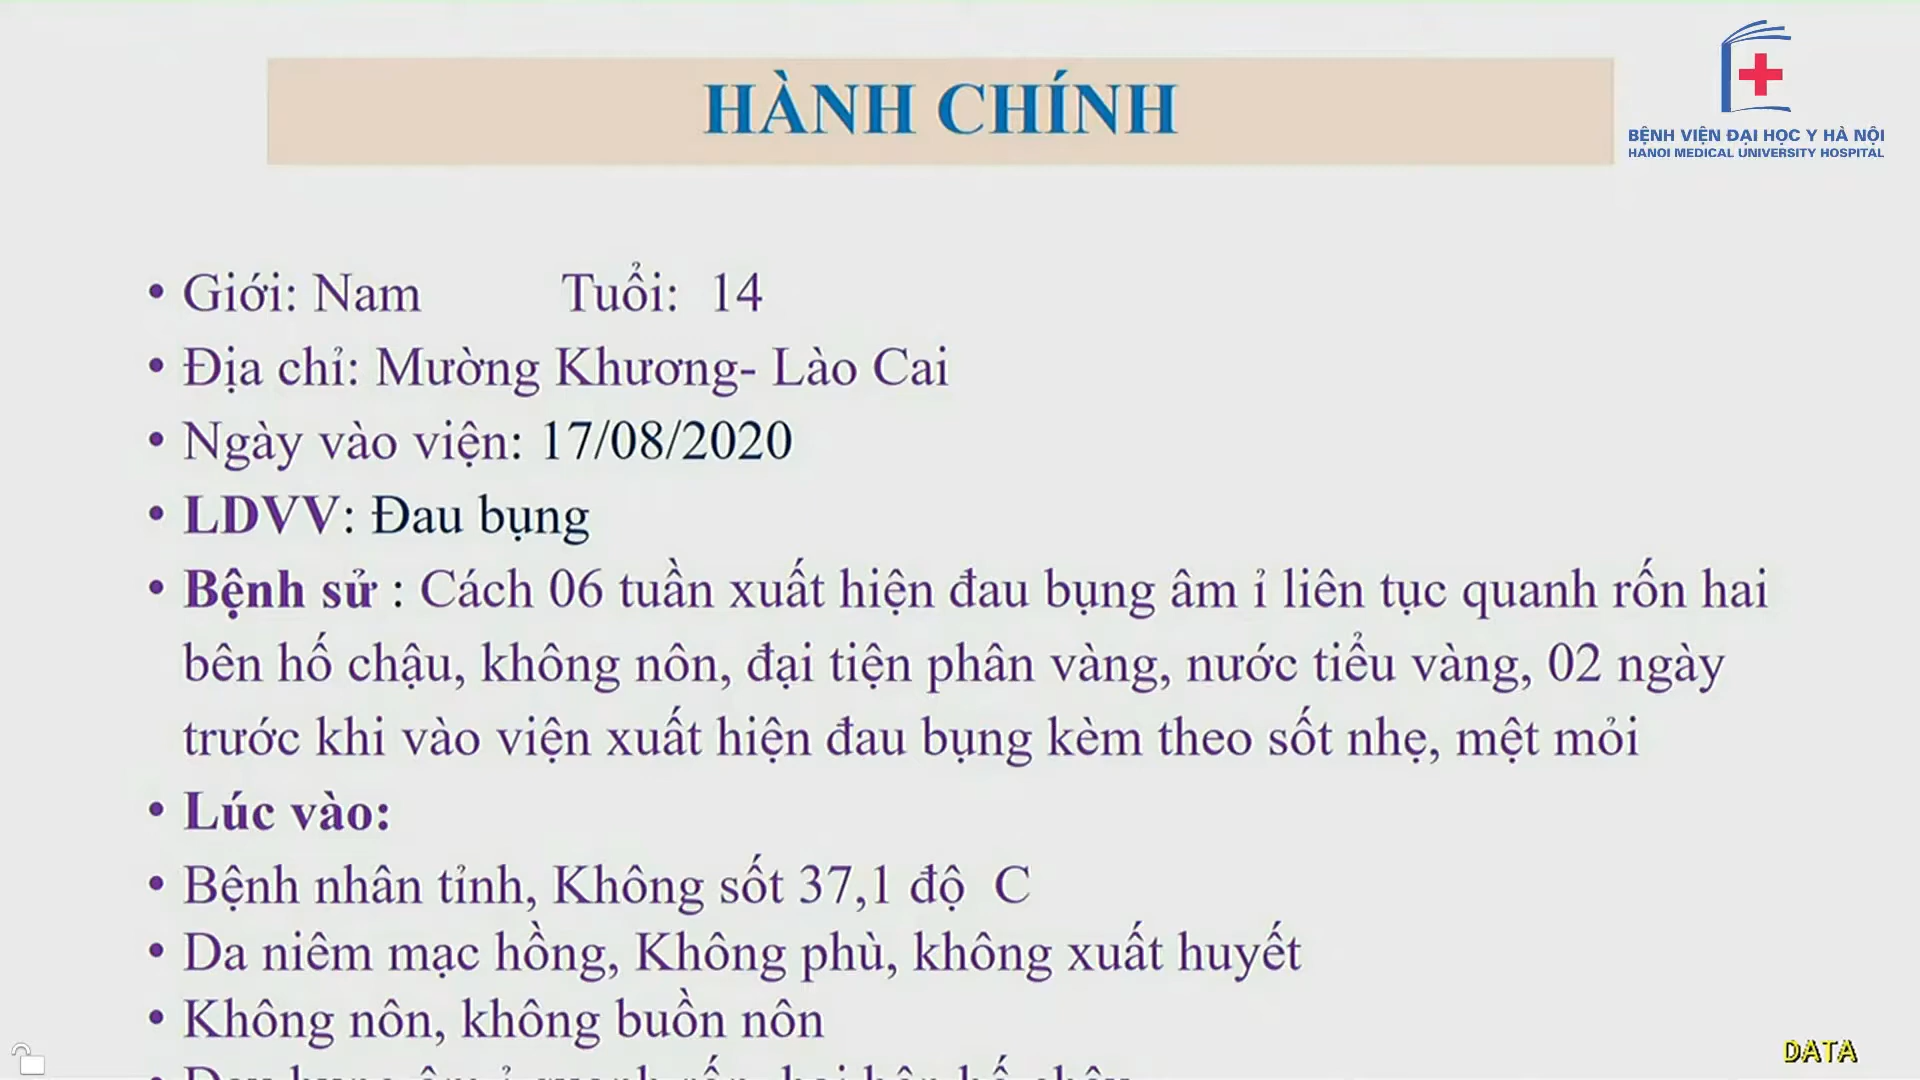 HÀNH CHÍNH
BỆNH VIỆN ĐẠI HỌC Y HÀ NỘI
HANOI MEDICAL UNIVERSITY HOSPITAL
• Giới: Nam Tuổi: 14
• Địa chỉ: Mường Khương- Lào Cai
• Ngày vào viện: 17/08/2020
• LDVV: Đau bụng
• Bệnh sử : Cách 06 tuần xuất hiện đau bụng âm ỉ liên tục quanh rốn hai
bên hố chậu, không nôn, đại tiện phân vàng, nước tiểu vàng, 02 ngày
trước khi vào viện xuất hiện đau bụng kèm theo sốt nhẹ, mệt mỏi
• Lúc vào:
• Bệnh nhân tỉnh, Không sốt 37,1 độ C
• Da niêm mạc hồng, Không phù, không xuất huyết
• Không nôn, không buồn nôn
DATA